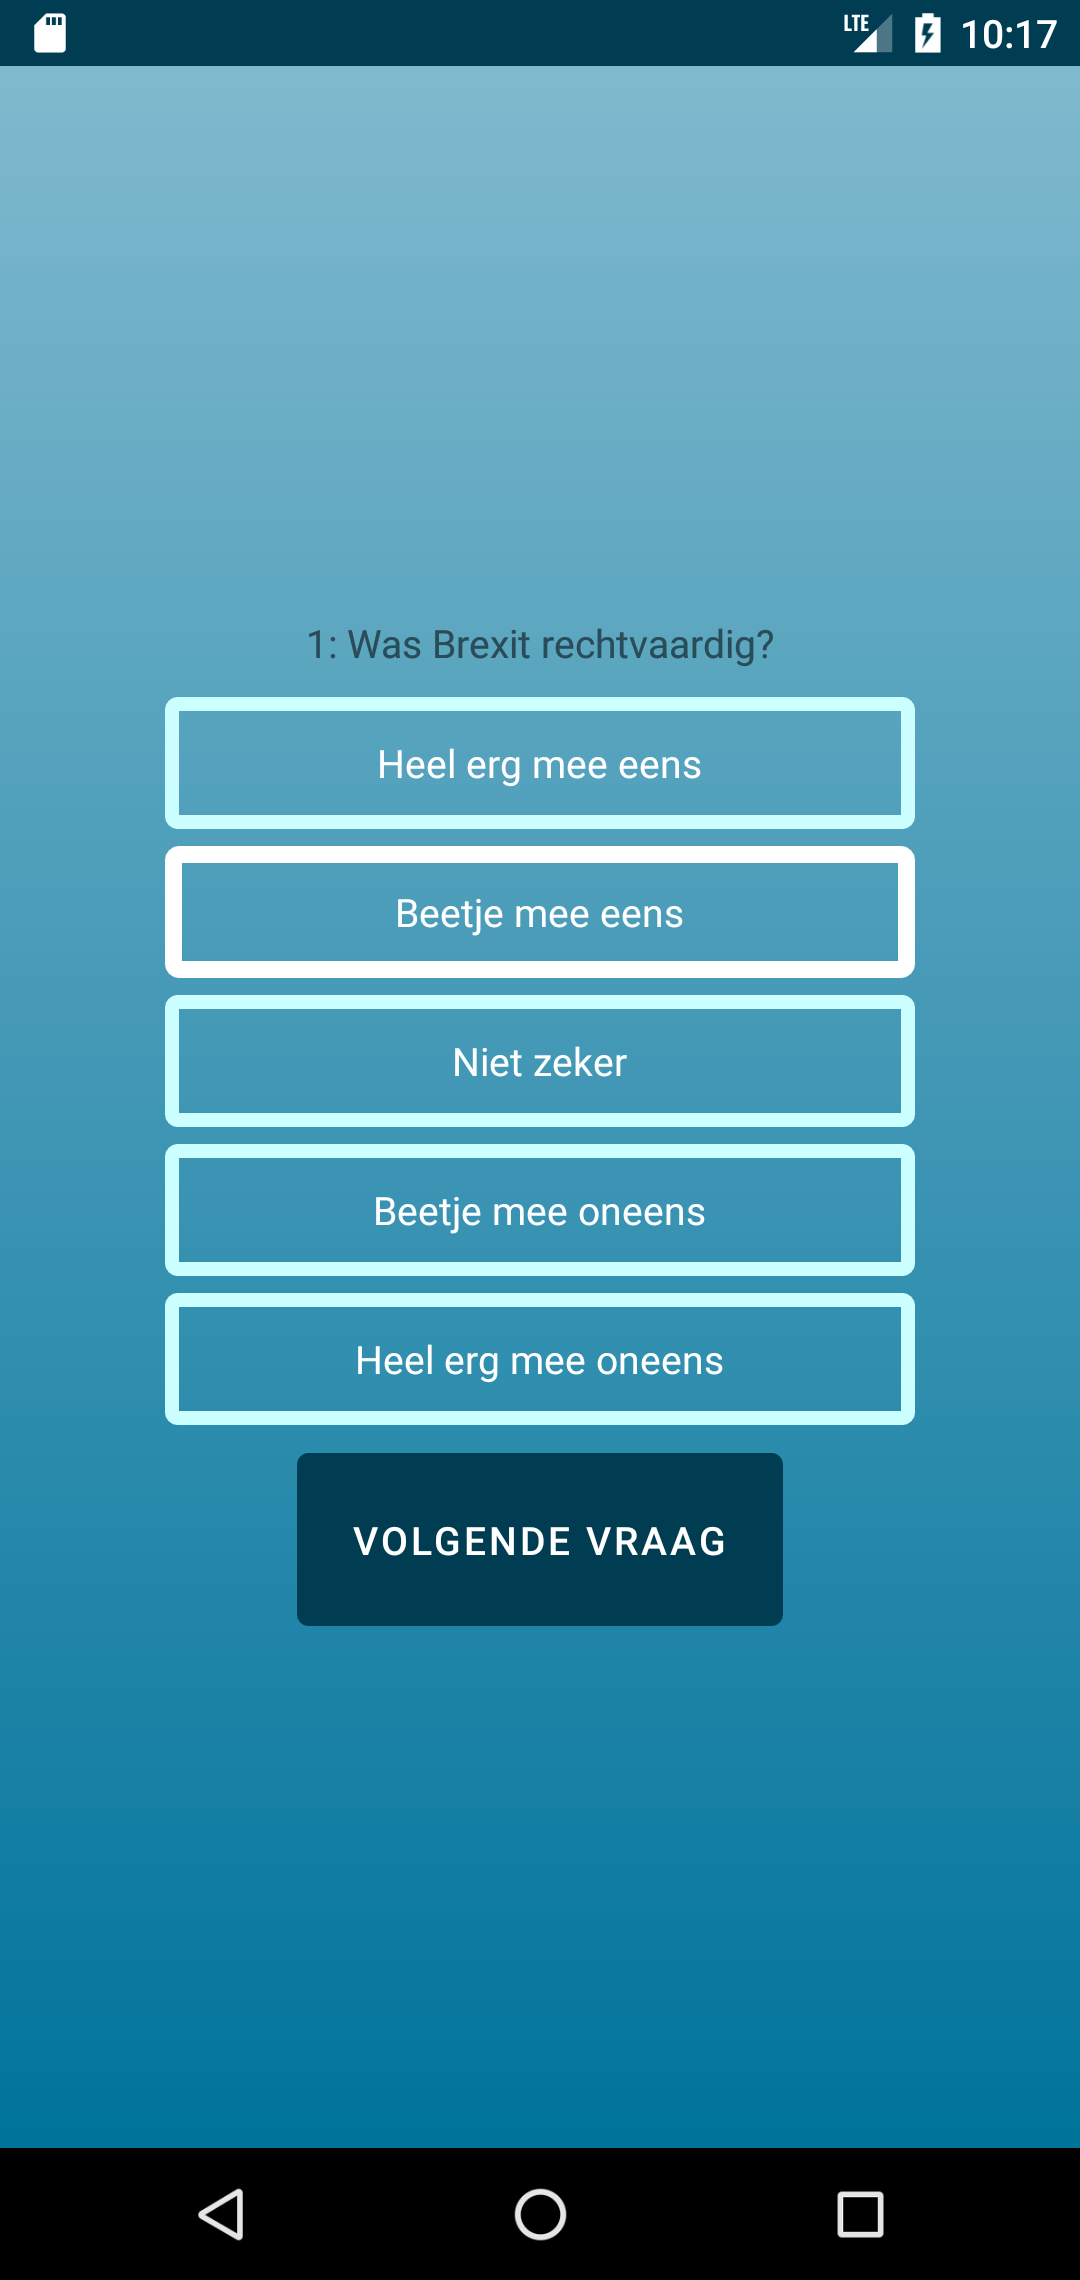 LTE 10:17
1: Was Brexit rechtvaardig?
Heel erg mee eens
Beetje mee eens
Niet zeker
Beetje mee oneens
Heel erg mee oneens
VOLGENDE VRAAG